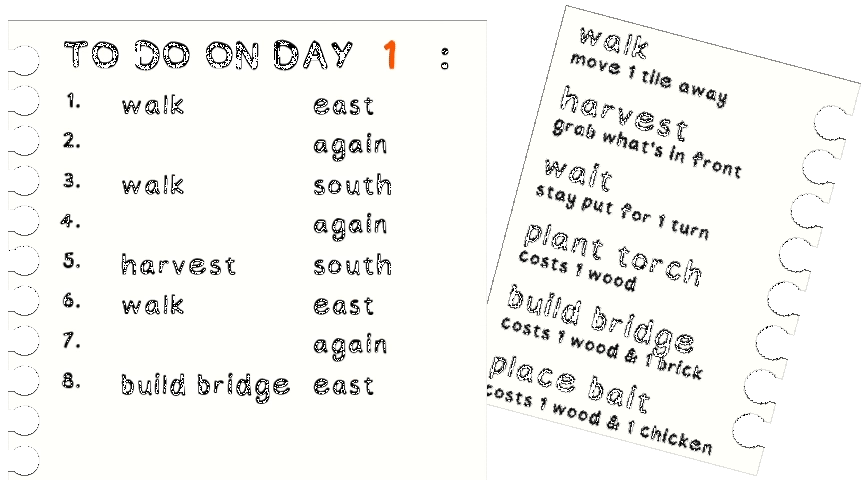 TO DO ON DAY 1 :
1. walk east
2. again
3. walk south
4. again
5. harvest south
6. walk east
7. again
8. build bridge east
walk
move 1 tile away
harvest
grab what's in front
wait
stay put for 1 turn
plant torch
costs 1 wood
build bridge
costs 1 wood & 1 brick
place bait
costs 1 wood & 1 chicken